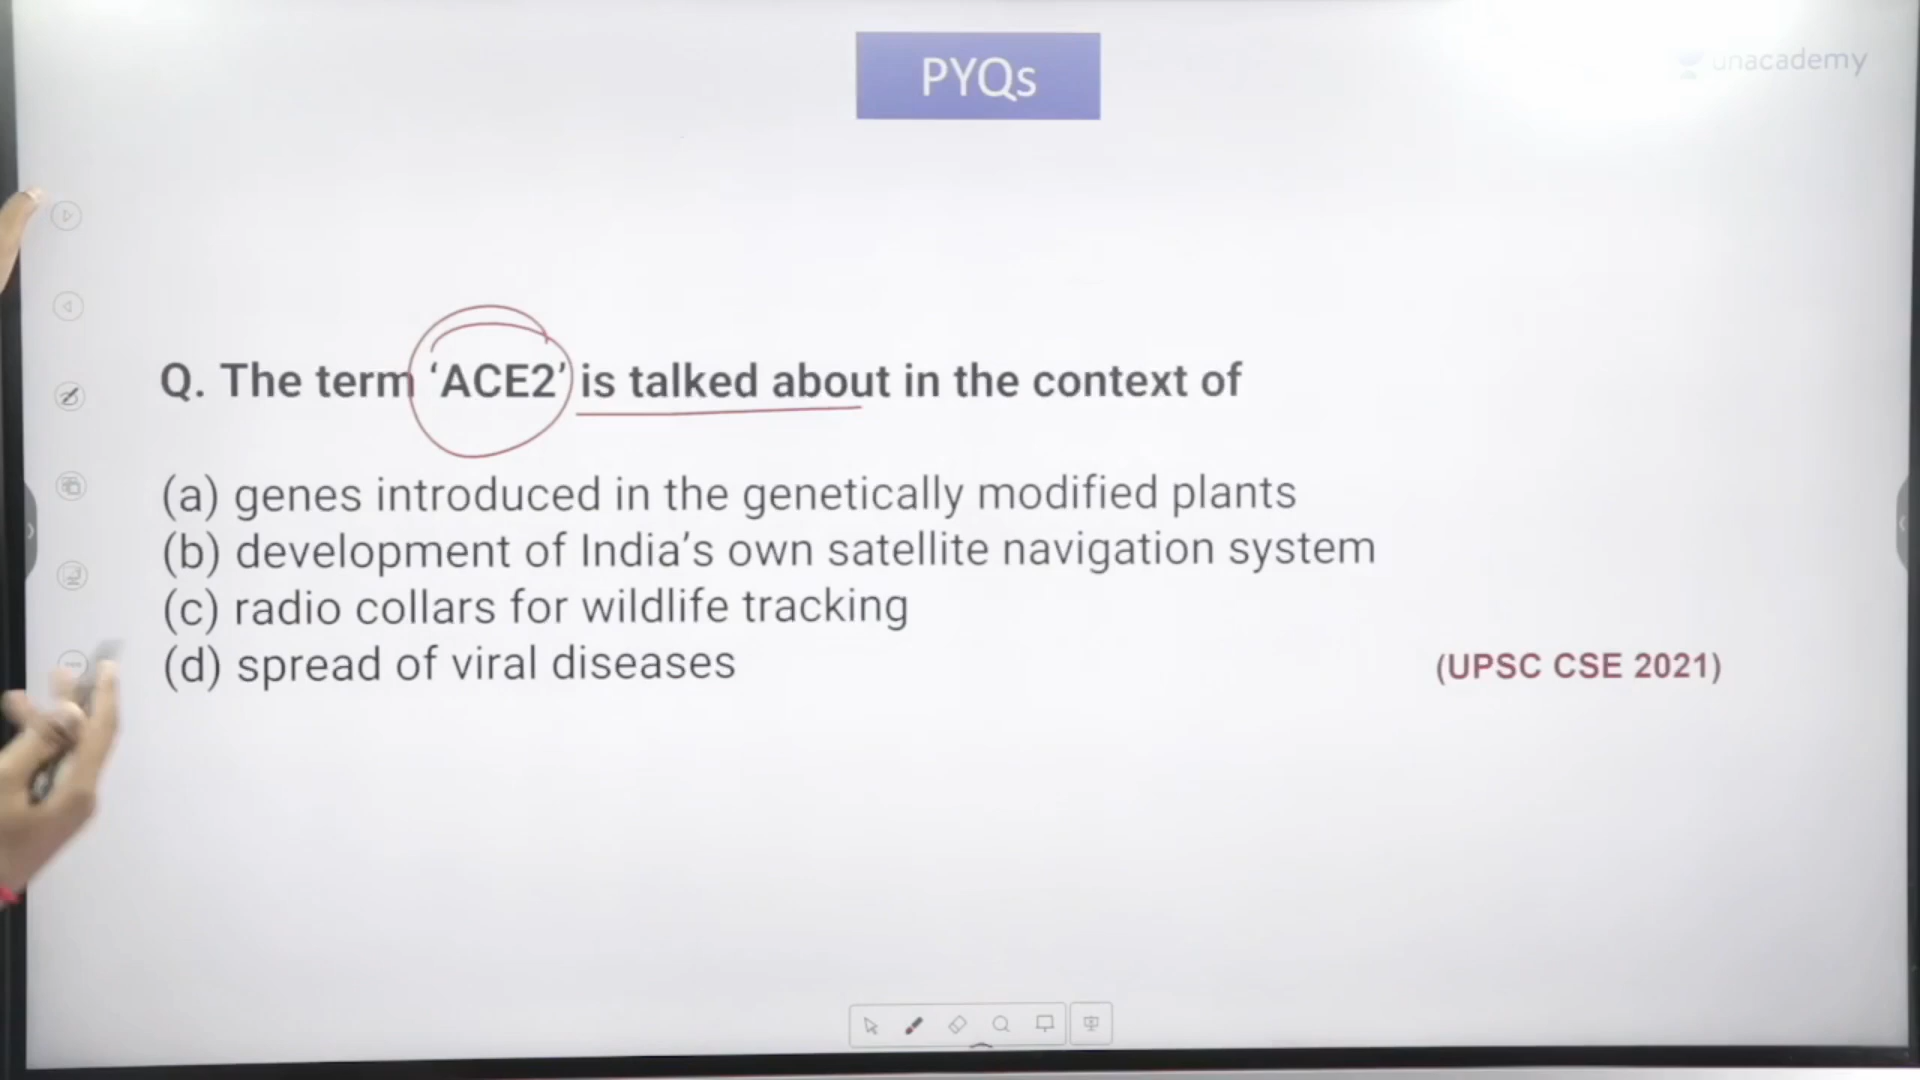 PYQs
unacademy
Q. The term ‘ACE2’ is talked about in the context of
(a) genes introduced in the genetically modified plants
(b) development of India’s own satellite navigation system
(c) radio collars for wildlife tracking
(d) spread of viral diseases
(UPSC CSE 2021)